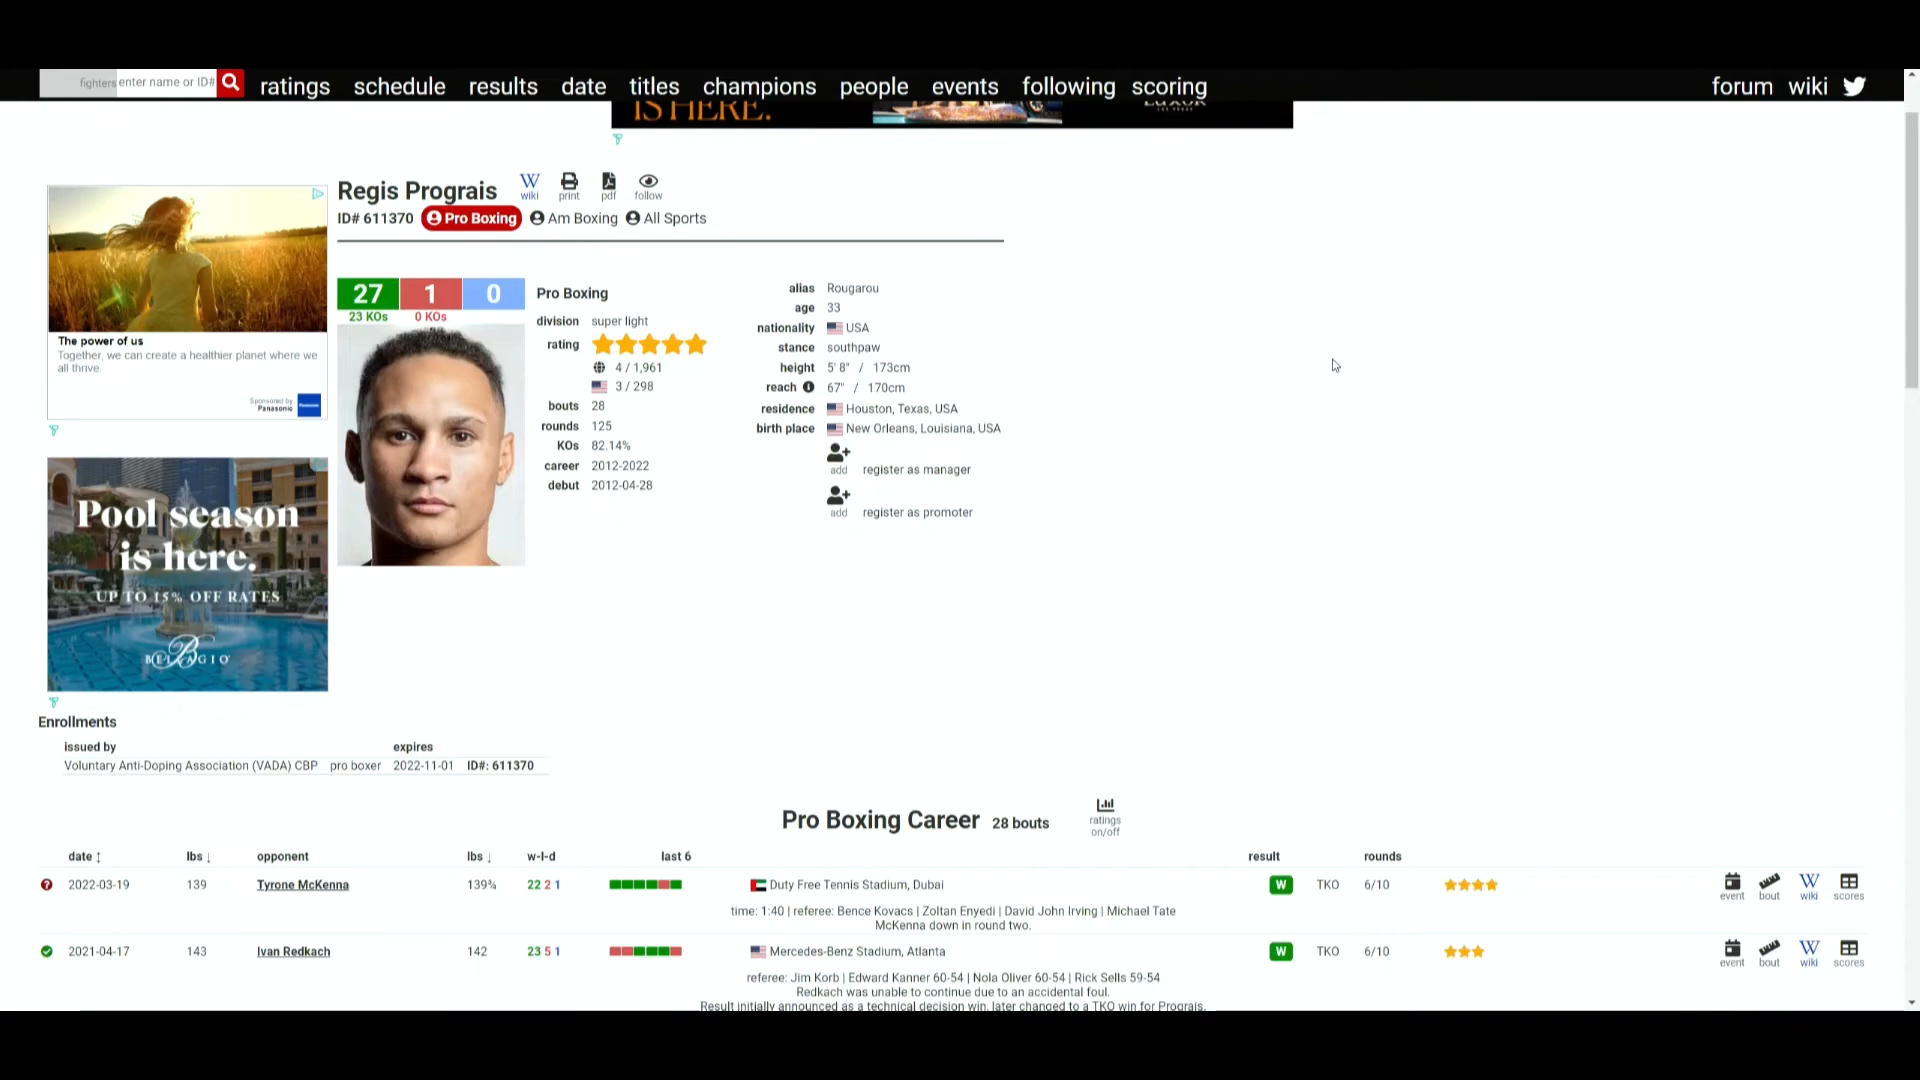 fighters enter name or ID#
ratings schedule results date titles champions people events following scoring
forum wiki
IS HERE.
LUXOR
Regis Prograis
wiki print pdf follow
ID# 611370 Pro Boxing Am Boxing All Sports
The power of us
Together, we can create a healthier planet where we
all thrive.
Sponsored by
Panasonic
27 1 0
23 KOs 0 KOs
Pro Boxing
division super light
rating
4 / 1,961
3 / 298
bouts 28
rounds 125
KOs 82.14%
career 2012-2022
debut 2012-04-28
alias Rougarou
age 33
nationality USA
stance southpaw
height 5' 8" / 173cm
reach 67" / 170cm
residence Houston, Texas, USA
birth place New Orleans, Louisiana, USA
add register as manager
add register as promoter
Pool season
is here.
UP TO 15% OFF RATES
B
BELLAGIO
Enrollments
issued by expires
Voluntary Anti-Doping Association (VADA) CBP pro boxer 2022-11-01 ID#: 611370
Pro Boxing Career 28 bouts
ratings
on/off
date lbs opponent lbs w-l-d last 6 result rounds
2022-03-19 139 Tyrone McKenna 139¾ 22 2 1 Duty Free Tennis Stadium, Dubai W TKO 6/10
event bout wiki scores
time: 1:40 | referee: Bence Kovacs | Zoltan Enyedi | David John Irving | Michael Tate
McKenna down in round two.
2021-04-17 143 Ivan Redkach 142 23 5 1 Mercedes-Benz Stadium, Atlanta W TKO 6/10
event bout wiki scores
referee: Jim Korb | Edward Kanner 60-54 | Nola Oliver 60-54 | Rick Sells 59-54
Redkach was unable to continue due to an accidental foul.
Result initially announced as a technical decision win, later changed to a TKO win for Prograis.